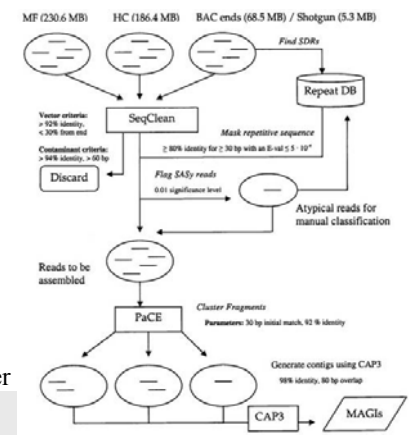 MF (230.6 MB) HC (186.4 MB) BAC ends (68.5 MB) / Shotgun (5.3 MB)
Find SDRs
Repeat DB
Vector criteria:
> 92% identity,
< 30% from end
SeqClean
Contaminant criteria:
> 94% identity, > 60 bp
Mask repetitive sequence
≥ 80% identity for ≥ 30 bp with an E-val ≤ 5 ·
Discard
Flag SASy reads
0.01 significance level
Atypical reads for
manual classification
Reads to be
assembled
Cluster Fragments
PaCE
Parameters: 30 bp initial match, 92 % identity
Generate contigs using CAP3
98% identity, 80 bp overlap
er
CAP3
MAGIs